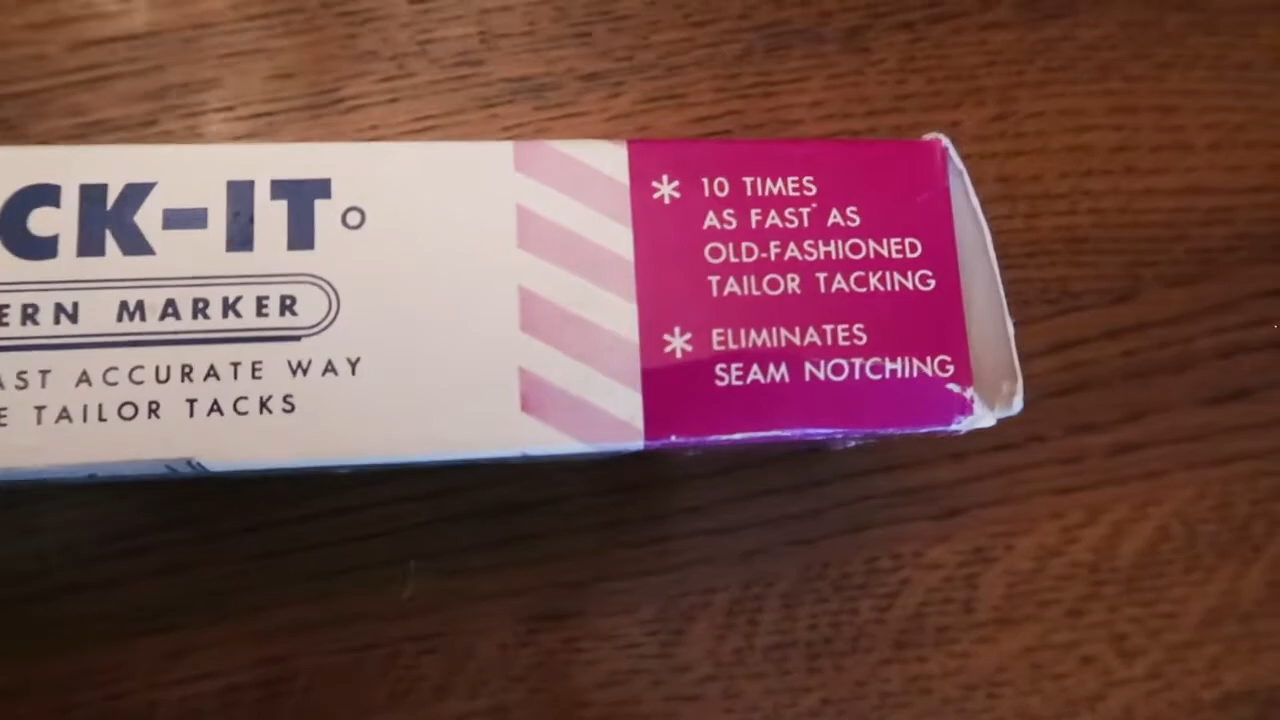 CK-IT
ERN MARKER
AST ACCURATE WAY
E TAILOR TACKS
* 10 TIMES
AS FAST AS
OLD-FASHIONED
TAILOR TACKING
* ELIMINATES
SEAM NOTCHING